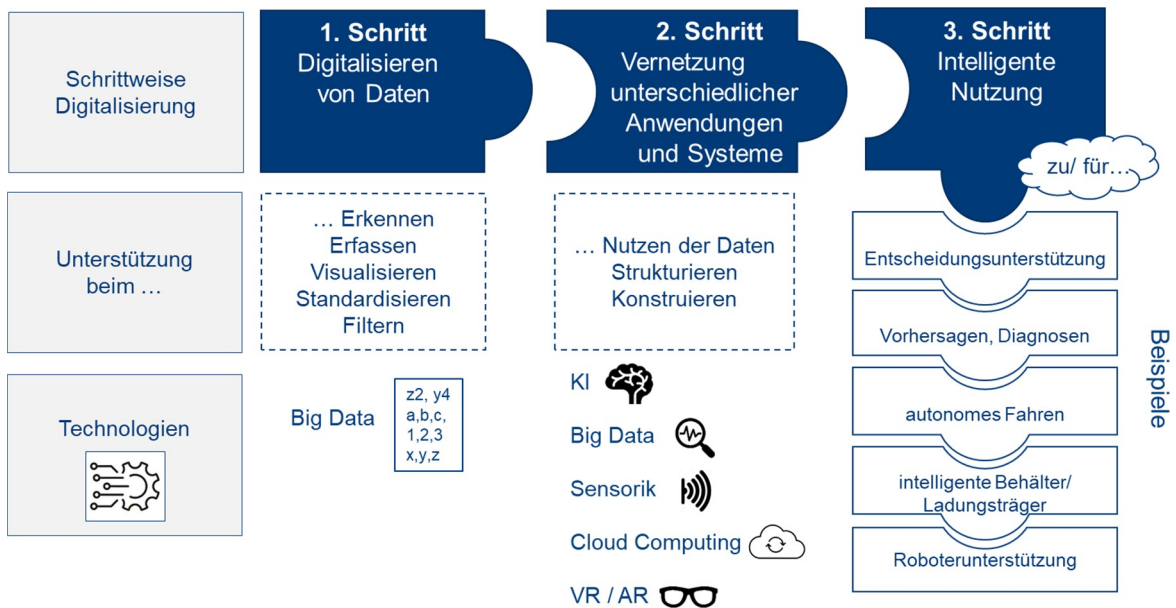 Schrittweise
Digitalisierung
1. Schritt
Digitalisieren
von Daten
2. Schritt
Vernetzung
unterschiedlicher
Anwendungen
und Systeme
3. Schritt
Intelligente
Nutzung
zu/ für…
Unterstützung
beim …
… Erkennen
Erfassen
Visualisieren
Standardisieren
Filtern
… Nutzen der Daten
Strukturieren
Konstruieren
Entscheidungsunterstützung
Vorhersagen, Diagnosen
autonomes Fahren
intelligente Behälter/
Ladungsträger
Roboterunterstützung
Beispiele
Technologien
Big Data
z2, y4
a,b,c,
1,2,3
x,y,z
KI
Big Data
Sensorik
Cloud Computing
VR / AR